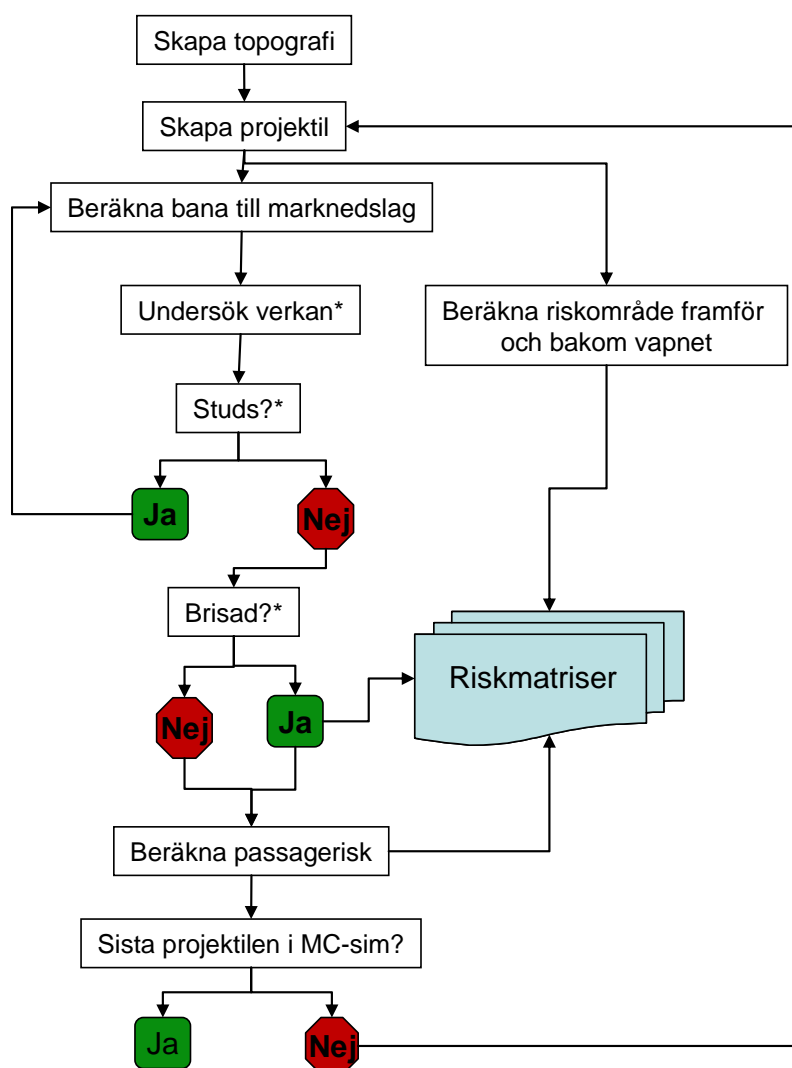 Skapa topografi
Skapa projektil
Beräkna bana till marknedslag
Undersök verkan*
Beräkna riskområde framför
och bakom vapnet
Studs?*
Ja
Nej
Brisad?*
Riskmatriser
Nej
Ja
Beräkna passagerisk
Sista projektilen i MC-sim?
Ja
Nej